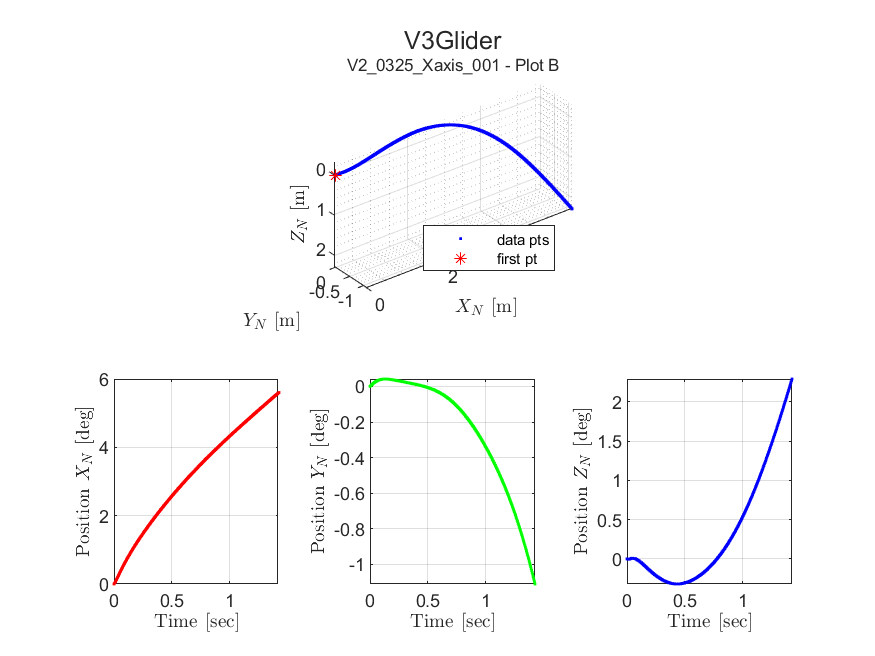 V3Glider
V2_0325_Xaxis_001 - Plot B
0
1
2
Z_N [m]
0
-0.5
-1
Y_N [m]
0
2
X_N [m]
data pts
first pt
6
4
2
0
Position X_N [deg]
0 0.5 1
Time [sec]
0
-0.2
-0.4
-0.6
-0.8
-1
Position Y_N [deg]
0 0.5 1
Time [sec]
2
1.5
1
0.5
0
Position Z_N [deg]
0 0.5 1
Time [sec]